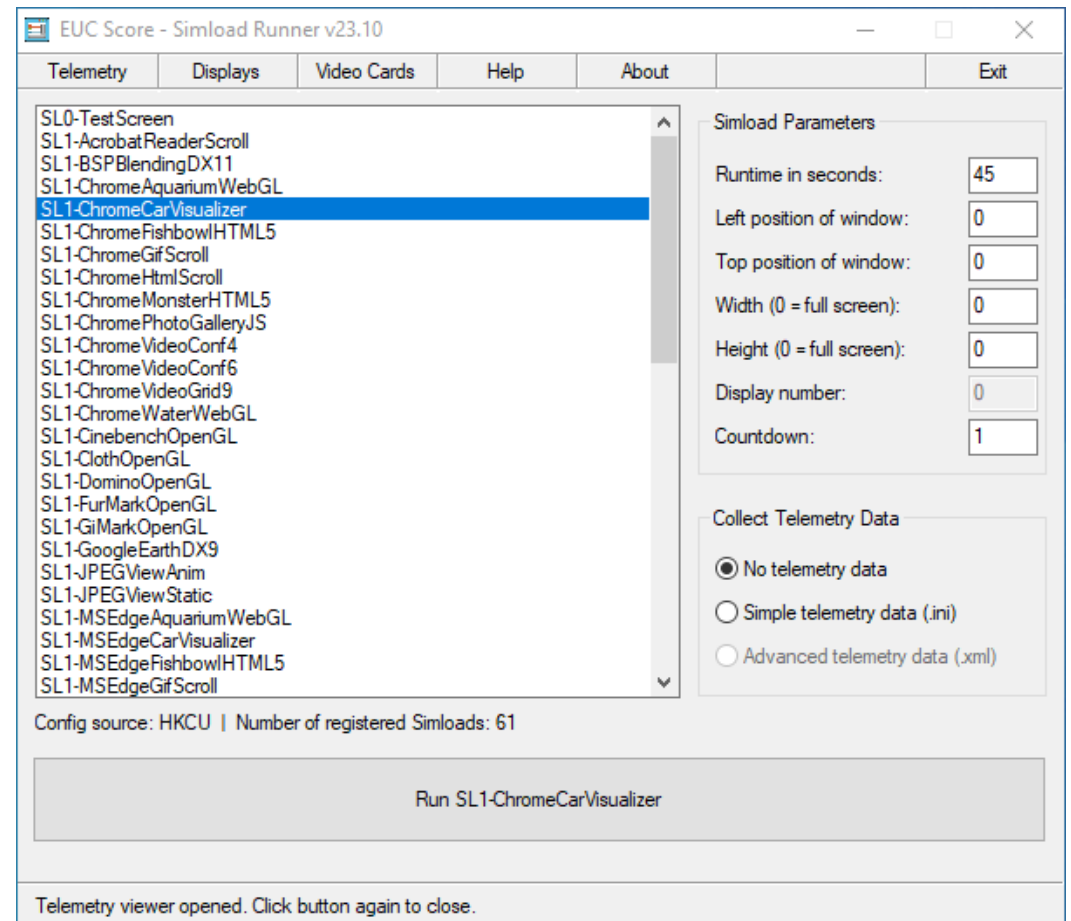 EUC Score - Simload Runner v23.10
Telemetry Displays Video Cards Help About Exit
SL0-TestScreen
SL1-AcrobatReaderScroll
SL1-BSPBlendingDX11
SL1-ChromeAquariumWebGL
SL1-ChromeCarVisualizer
SL1-ChromeFishbowlHTML5
SL1-ChromeGifScroll
SL1-ChromeHtmlScroll
SL1-ChromeMonsterHTML5
SL1-ChromePhotoGalleryJS
SL1-ChromeVideoConf4
SL1-ChromeVideoConf6
SL1-ChromeVideoGrid9
SL1-ChromeWaterWebGL
SL1-CinebenchOpenGL
SL1-ClothOpenGL
SL1-DominoOpenGL
SL1-FurMarkOpenGL
SL1-GiMarkOpenGL
SL1-GoogleEarthDX9
SL1-JPEGViewAnim
SL1-JPEGViewStatic
SL1-MSEdgeAquariumWebGL
SL1-MSEdgeCarVisualizer
SL1-MSEdgeFishbowlHTML5
SL1-MSEdgeGifScroll
Simload Parameters
Runtime in seconds: 45
Left position of window: 0
Top position of window: 0
Width (0 = full screen): 0
Height (0 = full screen): 0
Display number: 0
Countdown: 1
Collect Telemetry Data
No telemetry data
Simple telemetry data (.ini)
Advanced telemetry data (.xml)
Config source: HKCU | Number of registered Simloads: 61
Run SL1-ChromeCarVisualizer
Telemetry viewer opened. Click button again to close.